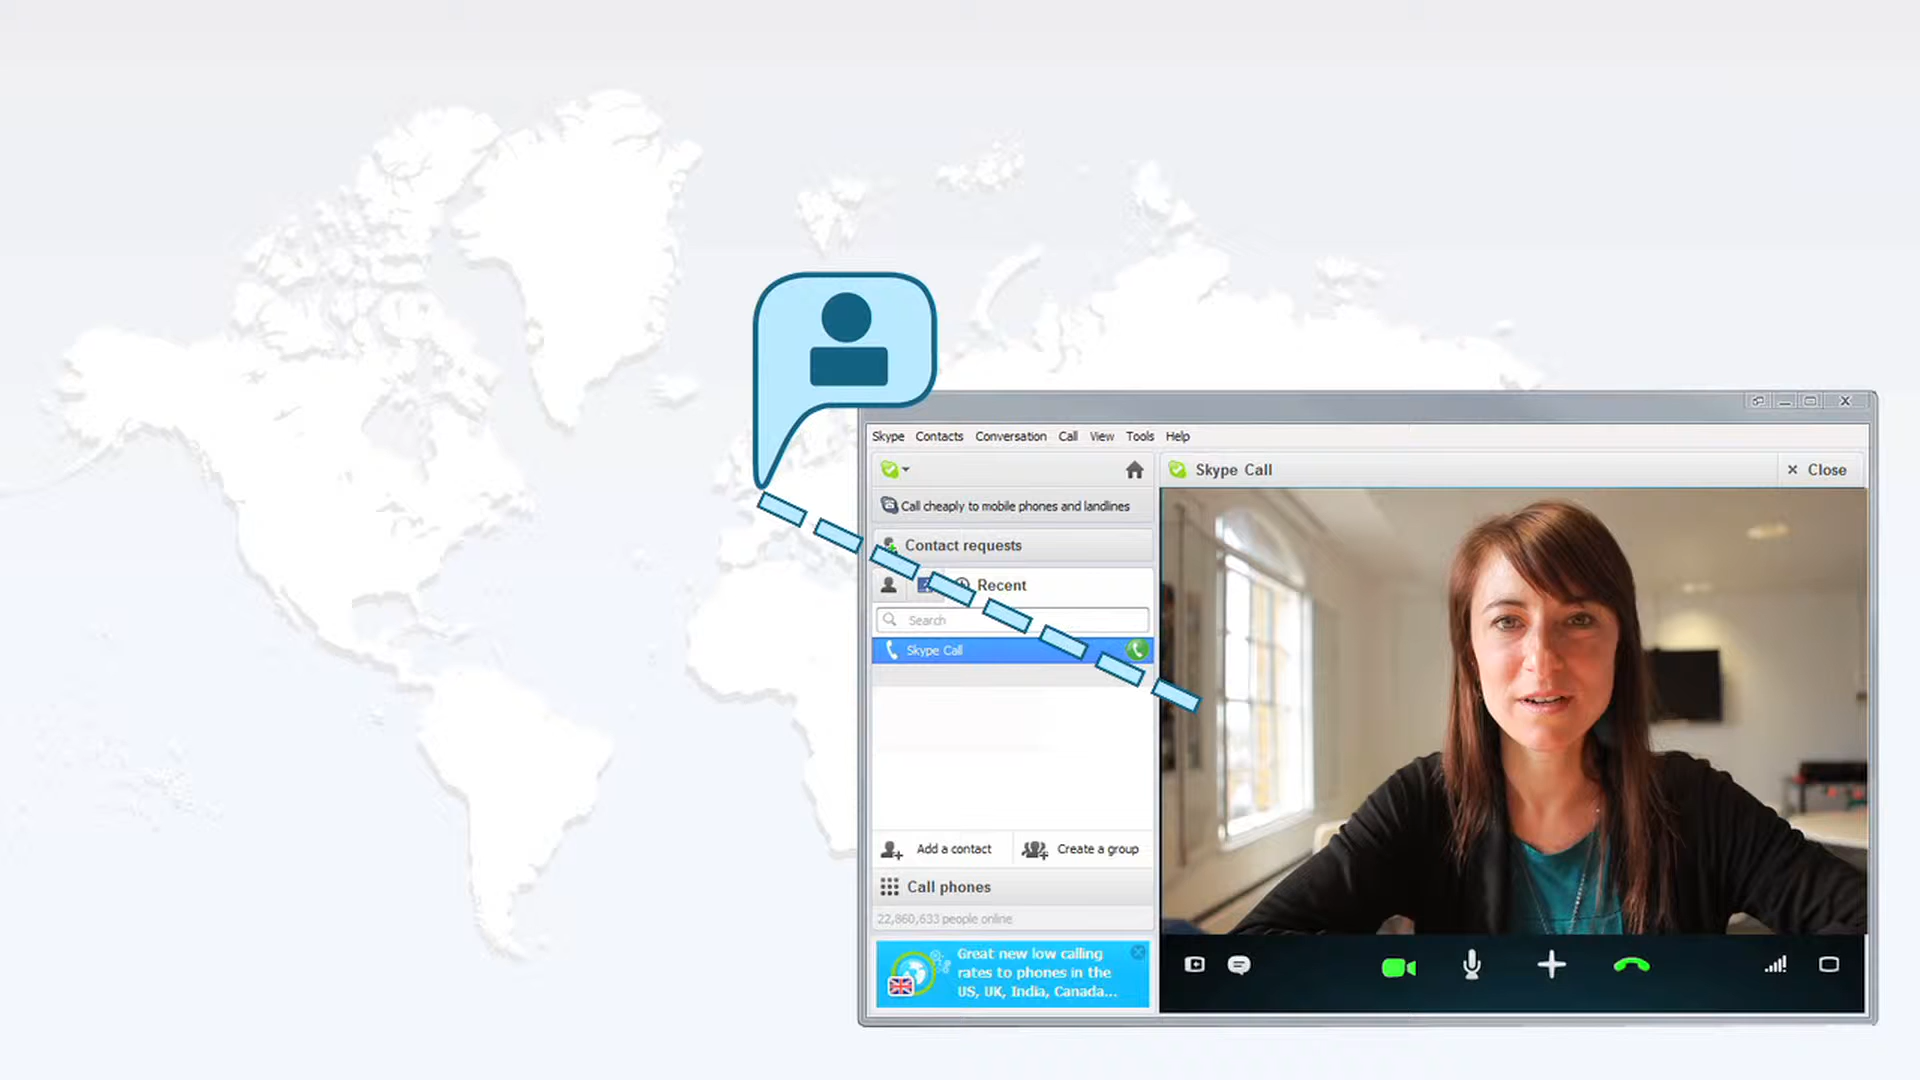 Skype Contacts Conversation Call View Tools Help
Skype Call
Close
Call cheaply to mobile phones and landlines
Contact requests
Recent
Search
Skype Call
Add a contact
Create a group
Call phones
22,860,633 people online
Great new low calling
rates to phones in the
US, UK, India, Canada...